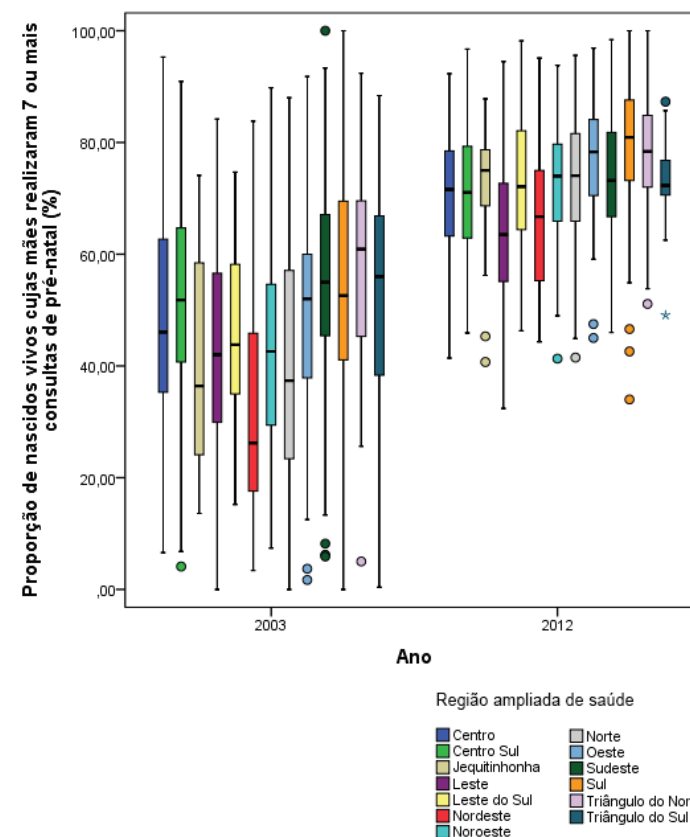 Proporção de nascidos vivos cujas mães realizaram 7 ou mais
consultas de pré-natal (%)
100,00
80,00
60,00
40,00
20,00
,00
2003
2012
Ano
Região ampliada de saúde
Centro
Centro Sul
Jequitinhonha
Leste
Leste do Sul
Nordeste
Noroeste
Norte
Oeste
Sudeste
Sul
Triângulo do Nor
Triângulo do Sul